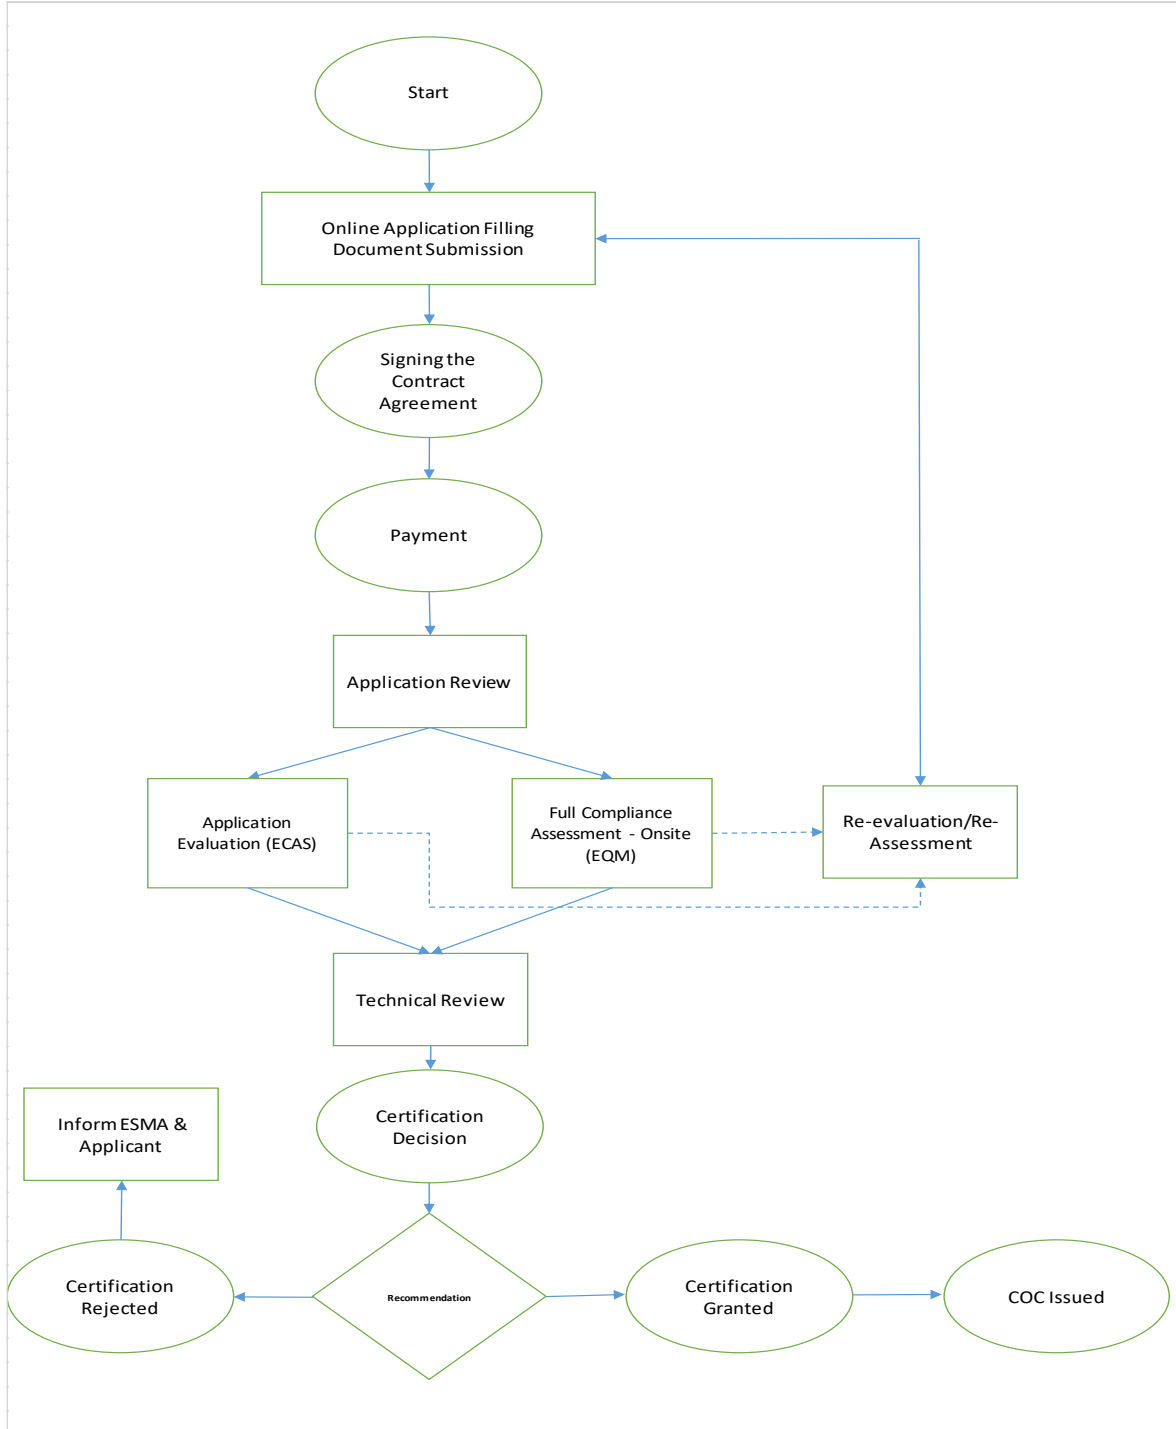 Start
Online Application Filling
Document Submission
Signing the
Contract
Agreement
Payment
Application Review
Application
Evaluation (ECAS)
Full Compliance
Assessment - Onsite
(EQM)
Re-evaluation/Re-
Assessment
Technical Review
Inform ESMA &
Applicant
Certification
Decision
Certification
Rejected
Recommendation
Certification
Granted
COC Issued